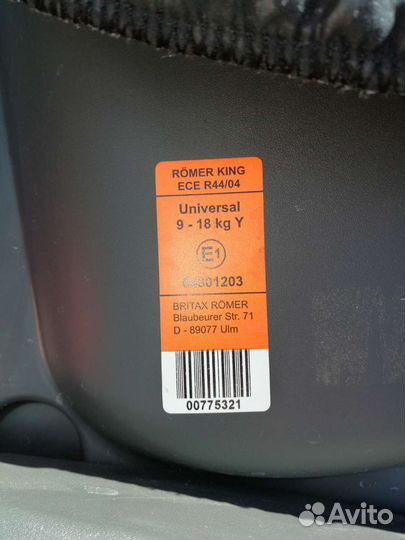 RÖMER KING
ECE R44/04
Universal
9 - 18 kg Y
E1
04301203
BRITAX RÖMER
Blaubeurer Str. 71
D - 89077 Ulm
00775321
Avito